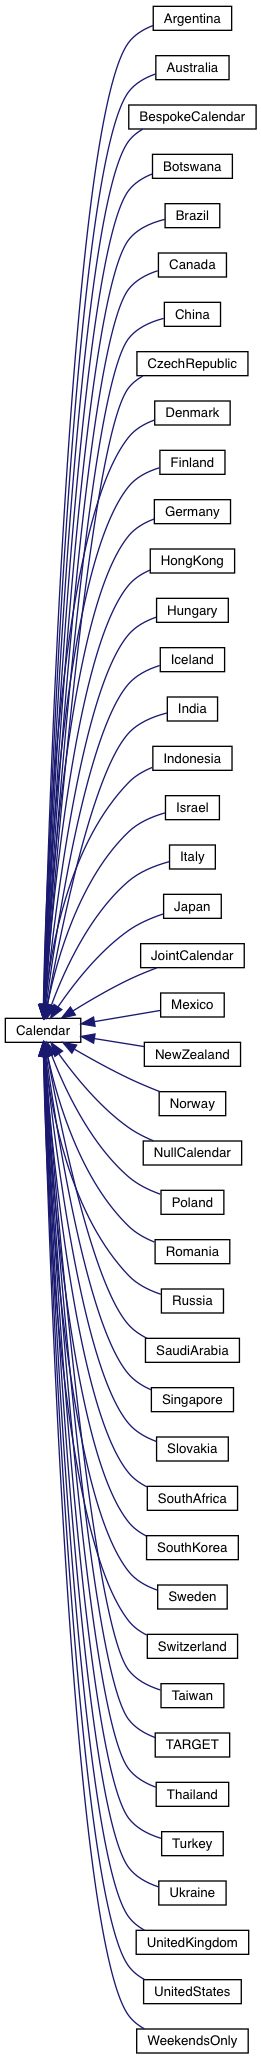 Argentina
Australia
BespokeCalendar
Botswana
Brazil
Canada
China
CzechRepublic
Denmark
Finland
Germany
HongKong
Hungary
Iceland
India
Indonesia
Israel
Italy
Japan
JointCalendar
Mexico
Calendar
NewZealand
Norway
NullCalendar
Poland
Romania
Russia
SaudiArabia
Singapore
Slovakia
SouthAfrica
SouthKorea
Sweden
Switzerland
Taiwan
TARGET
Thailand
Turkey
Ukraine
UnitedKingdom
UnitedStates
WeekendsOnly